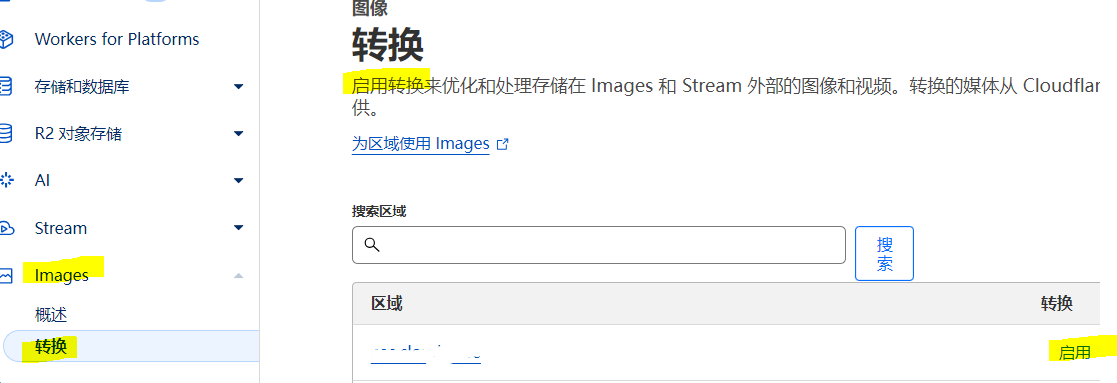 Workers for Platforms
存储和数据库
R2 对象存储
AI
Stream
Images
概述
转换
图像
转换
启用转换来优化和处理存储在 Images 和 Stream 外部的图像和视频。转换的媒体从 Cloudflar
供。
为区域使用 Images
搜索区域
搜
索
区域
转换
启用